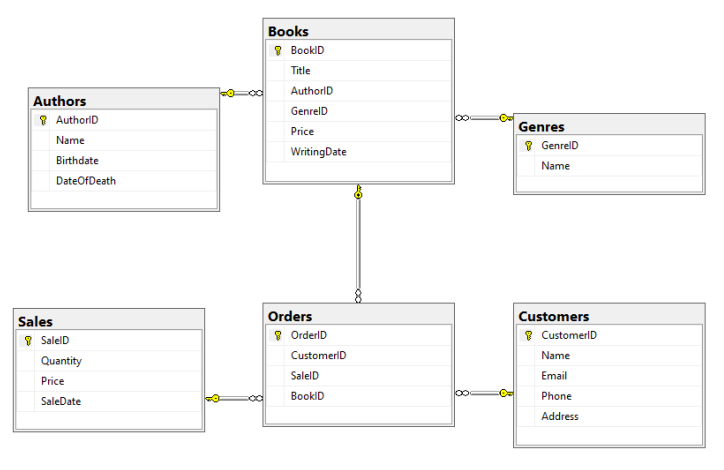 Books
BookID
Title
AuthorID
GenreID
Price
WritingDate
Authors
AuthorID
Name
Birthdate
DateOfDeath
Genres
GenreID
Name
Sales
SaleID
Quantity
Price
SaleDate
Orders
OrderID
CustomerID
SaleID
BookID
Customers
CustomerID
Name
Email
Phone
Address